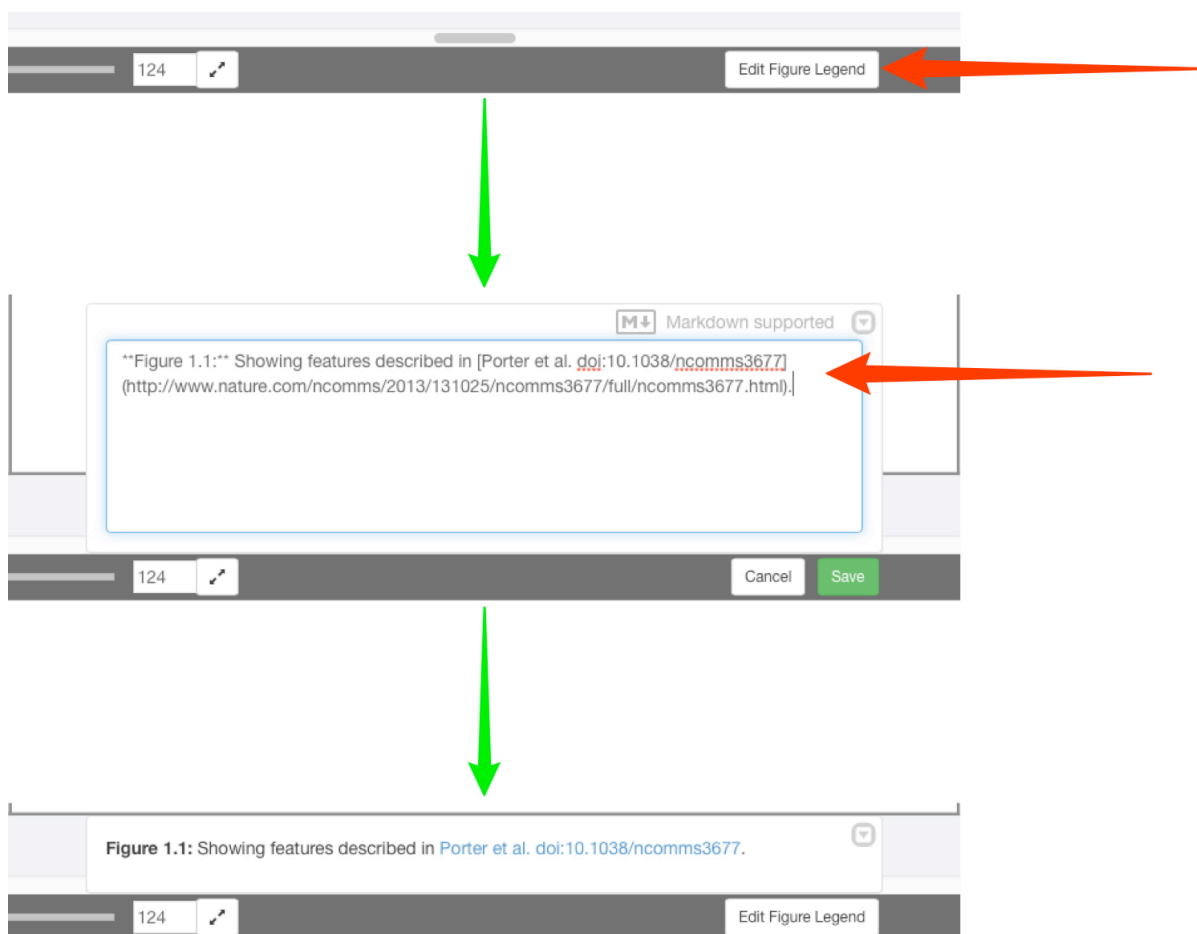 124 Edit Figure Legend
M Markdown supported
**Figure 1.1:** Showing features described in [Porter et al. doi:10.1038/ncomms3677]
(http://www.nature.com/ncomms/2013/131025/ncomms3677/full/ncomms3677.html).
124 Cancel Save
Figure 1.1: Showing features described in Porter et al. doi:10.1038/ncomms3677.
124 Edit Figure Legend